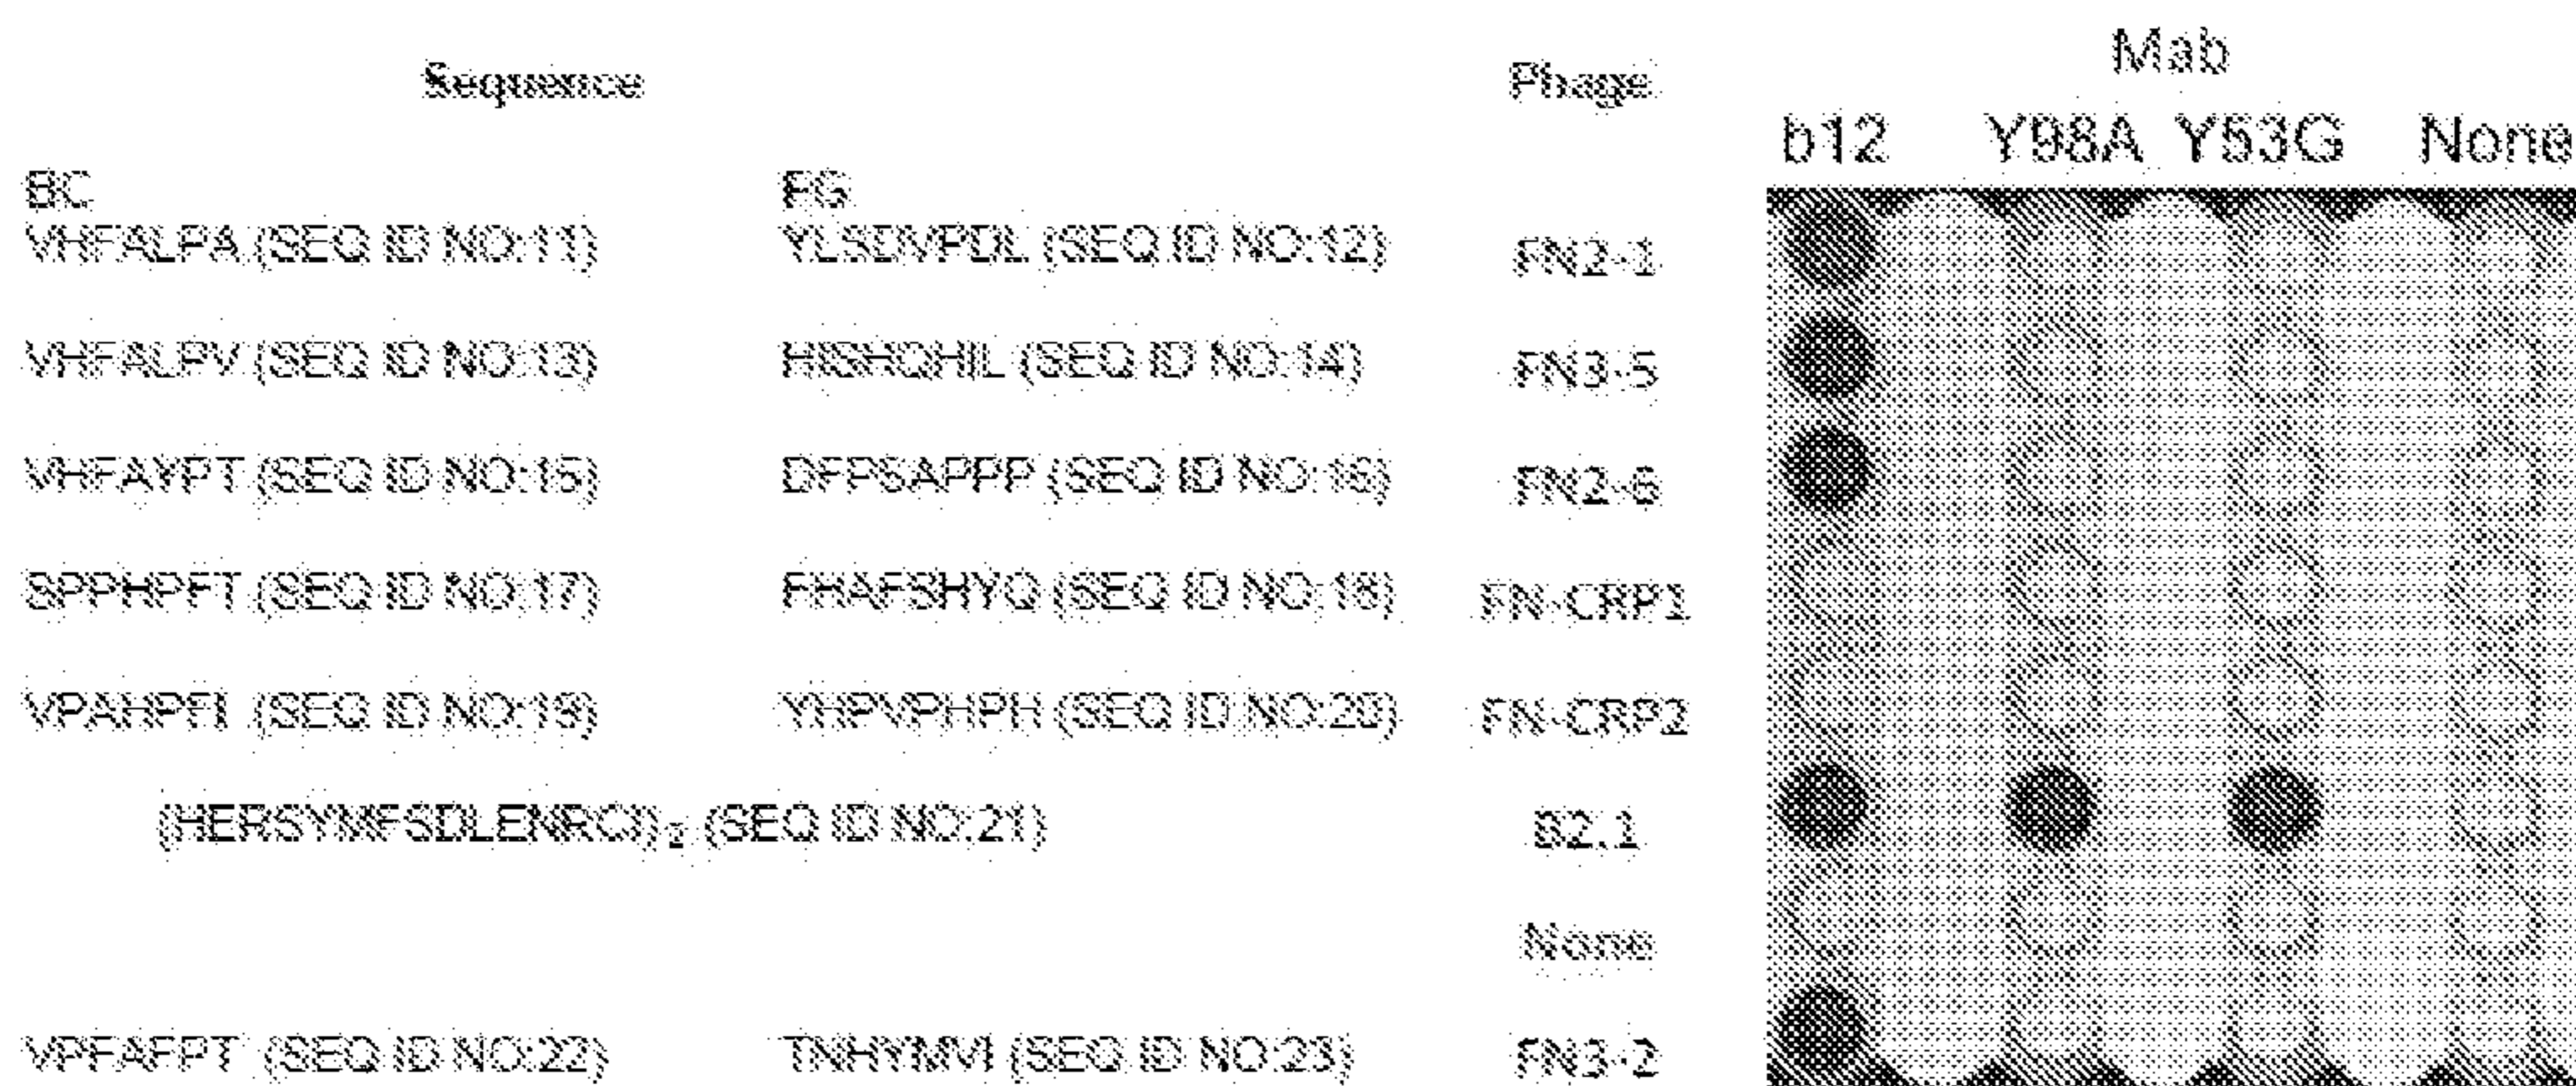 Sequence Phage Mab
b12 Y98A Y53G None
BC FG
VHFALPA (SEQ ID NO:11) YLSDVPDL (SEQ ID NO:12) FN2-1
VHFALPV (SEQ ID NO:13) HISHQHIL (SEQ ID NO:14) FN3-5
VHFAYPT (SEQ ID NO:15) DFPSAPPP (SEQ ID NO:16) FN2-6
SPPHPFT (SEQ ID NO:17) FHAFSHYQ (SEQ ID NO:18) FN-CRP1
VPAHPFI (SEQ ID NO:19) YHPVPHPH (SEQ ID NO:20) FN-CRP2
(HERSYMFSDLENRCI)2 (SEQ ID NO:21) B2.1
None
VPFAFPT (SEQ ID NO:22) TNHYMVI (SEQ ID NO:23) FN3-2